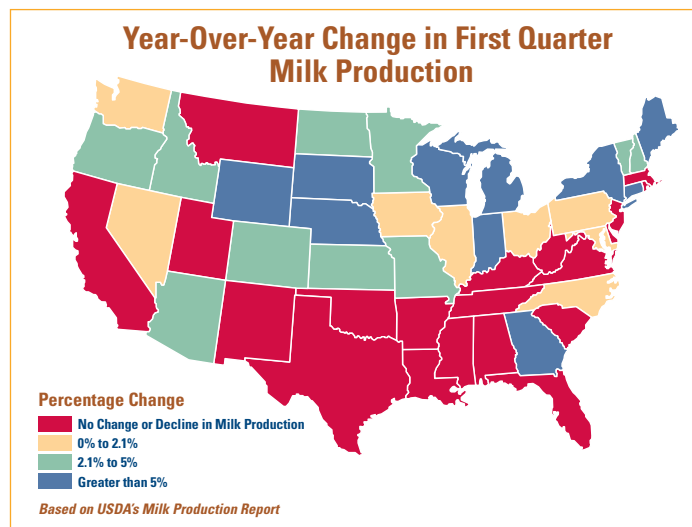 Year-Over-Year Change in First Quarter
Milk Production
Percentage Change
No Change or Decline in Milk Production
0% to 2.1%
2.1% to 5%
Greater than 5%
Based on USDA's Milk Production Report